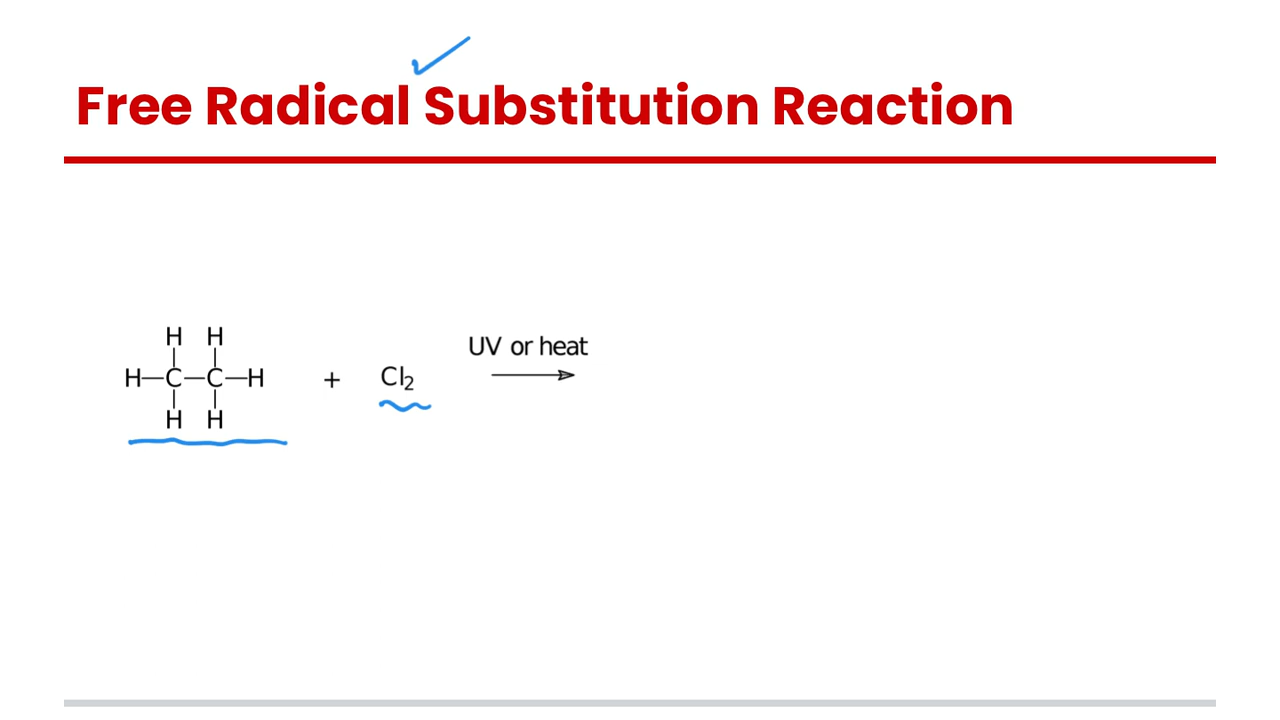 Free Radical Substitution Reaction
UV or heat
H H
H—C—C—H + Cl₂
H H